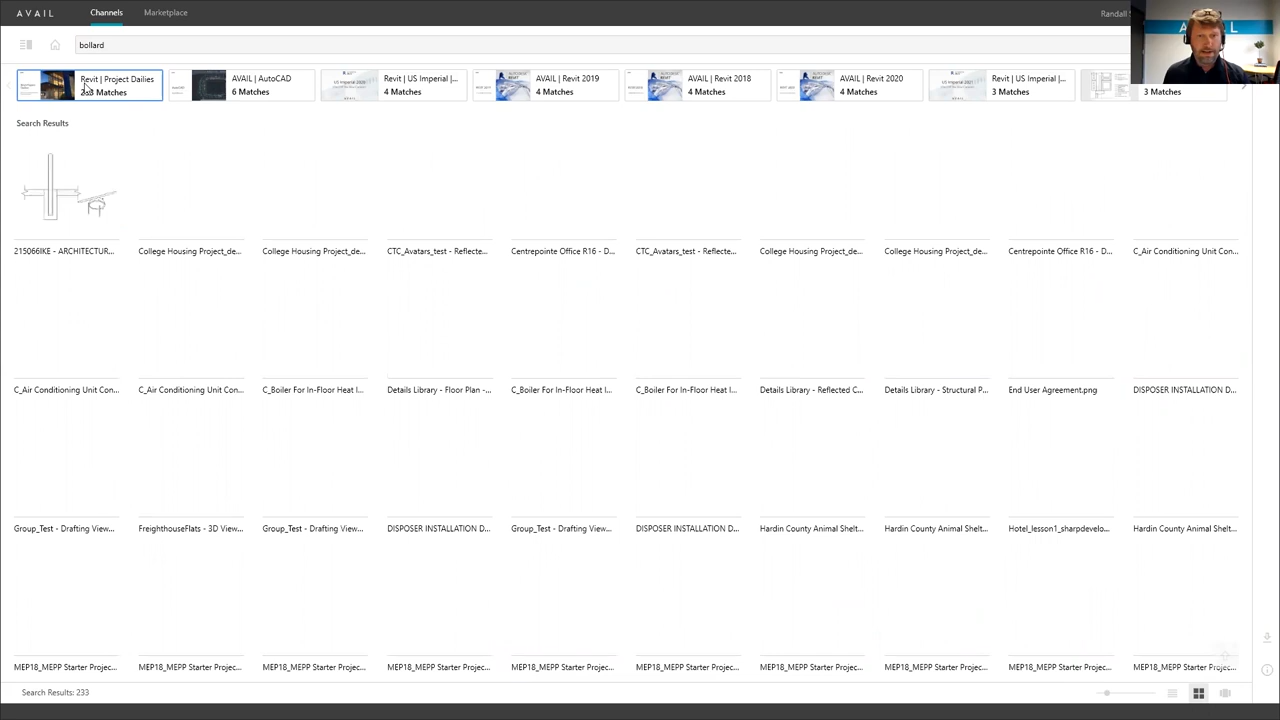 AVAIL
Channels
Marketplace
Randall
AVAIL
bollard
Revit | Project Dailies
Matches
AVAIL | AutoCAD
6 Matches
Revit | US Imperial |...
4 Matches
AVAIL | Revit 2019
4 Matches
AVAIL | Revit 2018
4 Matches
AVAIL | Revit 2020
4 Matches
Revit | US Imperial |...
3 Matches
3 Matches
Search Results
215066IKE - ARCHITECTUR...
College Housing Project_de...
College Housing Project_de...
CTC_Avatars_test - Reflecte...
Centrepointe Office R16 - D...
CTC_Avatars_test - Reflecte...
College Housing Project_de...
College Housing Project_de...
Centrepointe Office R16 - D...
C_Air Conditioning Unit Con...
C_Air Conditioning Unit Con...
C_Air Conditioning Unit Con...
C_Boiler For In-Floor Heat I...
Details Library - Floor Plan -...
C_Boiler For In-Floor Heat I...
C_Boiler For In-Floor Heat I...
Details Library - Reflected C...
Details Library - Structural P...
End User Agreement.png
DISPOSER INSTALLATION D...
Group_Test - Drafting View...
FreighthouseFlats - 3D View...
Group_Test - Drafting View...
DISPOSER INSTALLATION D...
Group_Test - Drafting View...
DISPOSER INSTALLATION D...
Hardin County Animal Shelt...
Hardin County Animal Shelt...
Hotel_lesson1_sharpdevelo...
Hardin County Animal Shelt...
MEP18_MEPP Starter Projec...
MEP18_MEPP Starter Projec...
MEP18_MEPP Starter Projec...
MEP18_MEPP Starter Projec...
MEP18_MEPP Starter Projec...
MEP18_MEPP Starter Projec...
MEP18_MEPP Starter Projec...
MEP18_MEPP Starter Projec...
MEP18_MEPP Starter Projec...
MEP18_MEPP Starter Projec...
Search Results: 233